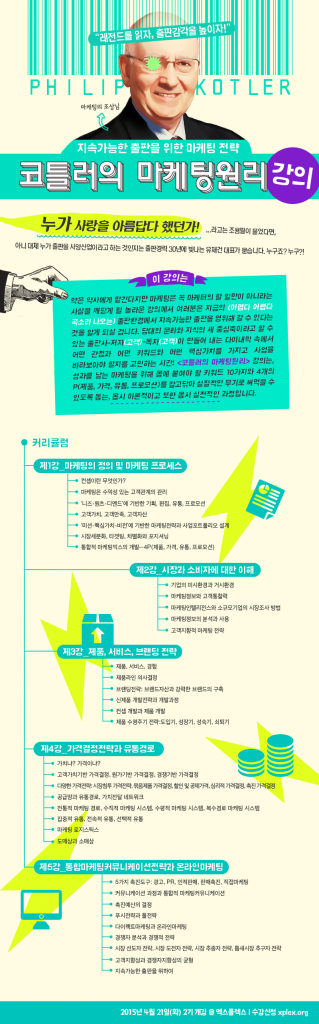 "레전드를 읽자, 출판감각을 높이자!"
PHILIP KOTLER
마케팅의 조상님
지속가능한 출판을 위한 마케팅 전략
코틀러의 마케팅원리 강의
누가 사랑을 아름답다 했던가! ...라고는 조용필이 물었다면,
아니 대체 누가 출판을 사양산업이라고 하는 것인지는 출판경력 30년에 빛나는 유재건 대표가 묻습니다. 누구죠? 누구?!
이 강의는
약은 약사에게 맡긴다지만 마케팅은 꼭 마케터의 할 일만이 아니라는
사실을 깨닫게 될 놀라운 강의에서 여러분은 지금의 (어렵다 어렵다
곡소리 나오는) 출판환경에서 지속가능한 출판을 영위해 갈 수 있다는
것을 알게 되실 겁니다. 당대의 문화와 지식의 세 중심축이라고 할 수
있는 출판사-저자(고객)-독자(고객)이 만들어 내는 다이내믹 속에서
어떤 관점과 어떤 키워드와 어떤 핵심가치를 가지고 사업을
바라보아야 할지를 고민하는 시간! <코틀러의 마케팅원리> 강의는,
성과를 남는 마케팅을 위해 몸에 붙여야 할 키워드 10가지와 4개의
P(제품, 가격, 유통, 프로모션)를 갈고닦아 실질적인 무기로 써먹을 수
있도록 돕는, 몹시 이론적이고 또한 몹시 실전적인 과정입니다.
커리큘럼
제1강_마케팅의 정의 및 마케팅 프로세스
컨셉이란 무엇인가?
마케팅은 수익성 있는 고객관계의 관리
'니즈-원츠-디맨드'에 기반한 기획, 편집, 유통, 프로모션
고객가치, 고객만족, 고객자산
'미션-핵심가치-비전'에 기반한 마케팅전략과 사업포트폴리오 설계
시장세분화, 타겟팅, 차별화와 포지셔닝
통합적 마케팅믹스의 개발—4P(제품, 가격, 유통, 프로모션)
제2강_시장과 소비자에 대한 이해
기업의 미시환경과 거시환경
마케팅정보와 고객통찰력
마케팅인텔리전스와 소규모기업의 시장조사 방법
마케팅정보의 분석과 사용
고객지향적 마케팅 전략
제3강_제품, 서비스, 브랜딩 전략
제품, 서비스, 경험
제품라인 의사결정
브랜딩전략: 브랜드자산과 강력한 브랜드의 구축
신제품 개발전략과 개발과정
컨셉 개발과 제품 개발
제품 수명주기 전략:도입기, 성장기, 성숙기, 쇠퇴기
제4강_가격결정전략과 유통경로
가치냐? 가격이냐?
고객가치기반 가격결정, 원가기반 가격결정, 경쟁기반 가격결정
다양한 가격전략: 시장침투 가격전략, 묶음제품 가격결정, 할인 및 공제가격, 심리적 가격결정, 촉진 가격결정
공급망과 유통경로, 가치전달 네트워크
전통적 마케팅 경로, 수직적 마케팅 시스템, 수평적 마케팅 시스템, 복수경로 마케팅 시스템
집중적 유통, 전속적 유통, 선택적 유통
마케팅 로지스틱스
도매상과 소매상
제5강_통합마케팅커뮤니케이션전략과 온라인마케팅
5가지 촉진도구: 광고, PR, 인적판매, 판매촉진, 직접마케팅
커뮤니케이션 과정과 통합적 마케팅커뮤니케이션
촉진예산의 결정
푸시전략과 풀전략
다이렉트마케팅과 온라인마케팅
경쟁자 분석과 경쟁적 전략
시장 선도자 전략, 시장 도전자 전략, 시장 추종자 전략, 틈새시장 추구자 전략
고객지향성과 경쟁자지향성의 균형
지속가능한 출판을 위하여
2015년 4월 21일(화) 2기 개강 @ 엑스플렉스 | 수강신청 xplex.org